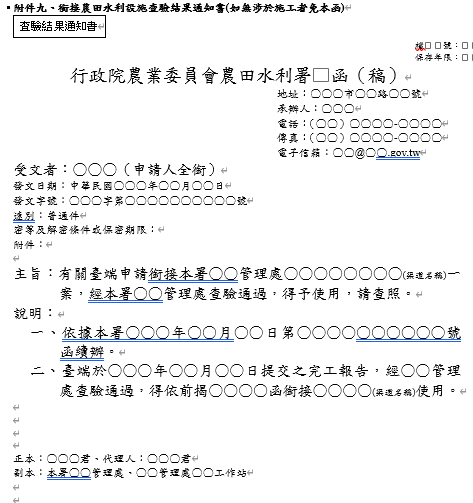 ▪ 附件九、銜接農田水利設施查驗結果通知書(如無涉於施工者免本函)
查驗結果通知書
檔□□號：□
保存年限：□
行政院農業委員會農田水利署□函（稿）
地址：○○○市○○路○○號
承辦人：○○○
電話：(○○）○○○○-○○○○
傳真：(○○）○○○○-○○○○
電子信箱：○○@○○.gov.tw
受文者：○○○（申請人全銜）
發文日期：中華民國○○○年○○月○○日
發文字號：○○○字第○○○○○○○○○○號
速別：普通件
密等及解密條件或保密期限：
附件：
主旨：有關臺端申請銜接本署○○管理處○○○○○○○○(渠道名稱)一
案，經本署○○管理處查驗通過，得予使用，請查照。
說明：
一、依據本署○○○年○○月○○日第○○○○○○○○○○號
函續辦。
二、臺端於○○○年○○月○○日提交之完工報告，經○○管理
處查驗通過，得依前揭○○○○函銜接○○○○(渠道名稱)使用。
正本：○○○君、代理人：○○○君
副本：本署○○管理處、○○管理處○○工作站